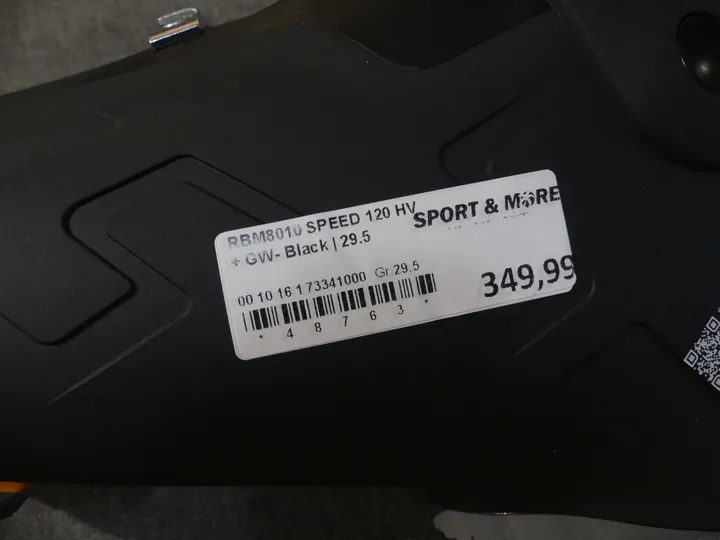 RBM8010 SPEED 120 HV
+ GW- Black | 29.5
SPORT & MORE
00 10 16 1 73341000 Gr.29.5
* 4 8 7 6 3 *
349,99